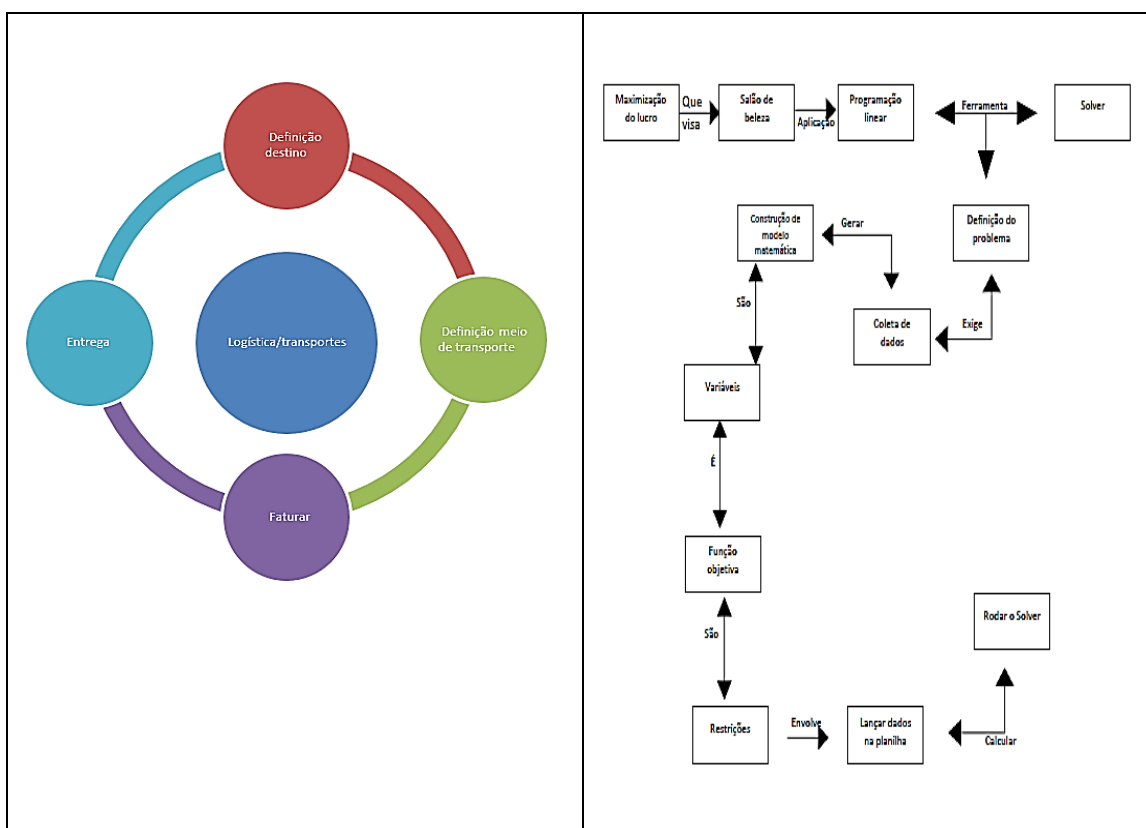 Definição
destino
Entrega
Logística/transportes
Definição meio
de transporte
Faturar
Maximização
do lucro
Que
visa
Salão de
beleza
Aplicação
Programação
linear
Ferramenta
Solver
Construção de
modelo
matemática
Gerar
Definição do
problema
São
Coleta de
dados
Exige
Variáveis
É
Função
objetiva
São
Rodar o Solver
Restrições
Envolve
Lançar dados
na planilha
Calcular